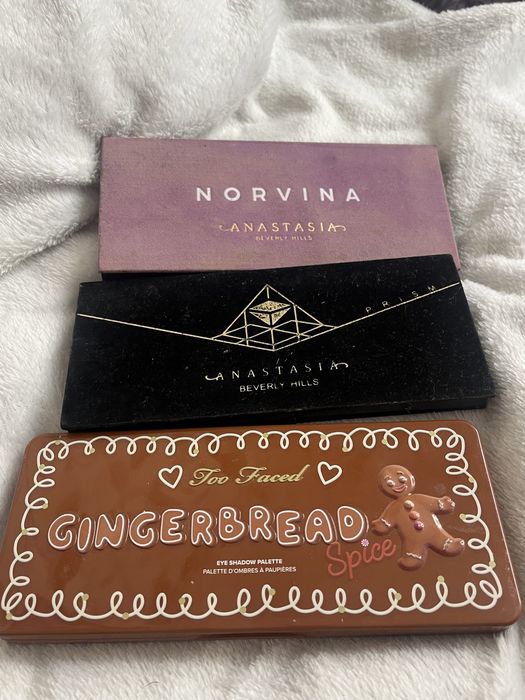 NORVINA
ANASTASIA
BEVERLY HILLS
PRISM
ANASTASIA
BEVERLY HILLS
Too Faced
GINGERBREAD
Spice
EYE SHADOW PALETTE
PALETTE D'OMBRES À PAUPIÈRES